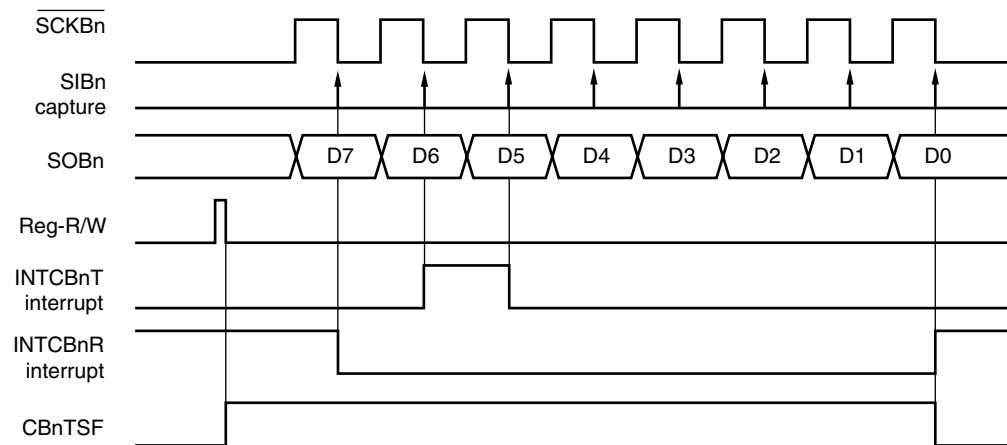 SCKBn
SIBn
capture
SOBn
D7 D6 D5 D4 D3 D2 D1 D0
Reg-R/W
INTCBnT
interrupt
INTCBnR
interrupt
CBnTSF